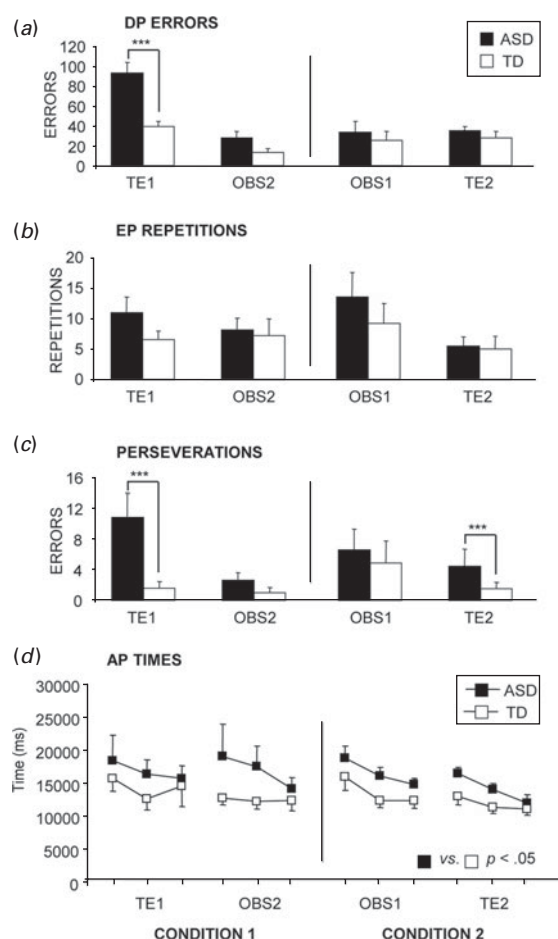 (a) DP ERRORS
ASD
TD
ERRORS
120
100
80
60
40
20
0
***
TE1 OBS2 OBS1 TE2
(b) EP REPETITIONS
REPETITIONS
20
15
10
5
0
TE1 OBS2 OBS1 TE2
(c) PERSEVERATIONS
ERRORS
16
12
8
4
0
***
***
TE1 OBS2 OBS1 TE2
(d) AP TIMES
ASD
TD
Time (ms)
30000
25000
20000
15000
10000
5000
0
vs. p < .05
TE1 OBS2 OBS1 TE2
CONDITION 1 CONDITION 2